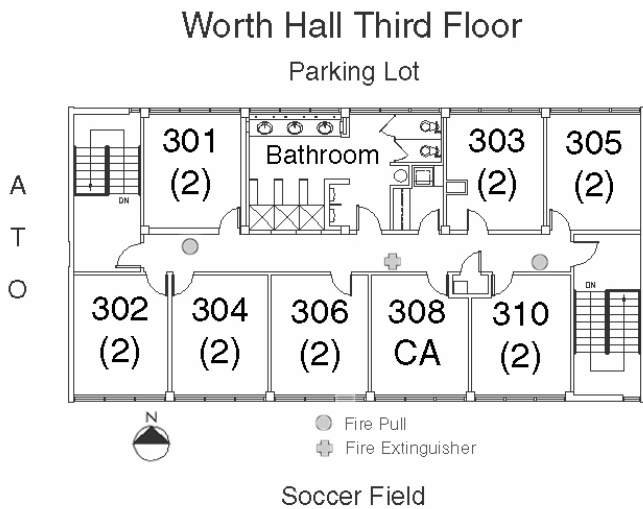 Worth Hall Third Floor
Parking Lot
301
(2)
Bathroom
303
(2)
305
(2)
DN
A
T
O
302
(2)
304
(2)
306
(2)
308
CA
310
(2)
DN
N
Fire Pull
Fire Extinguisher
Soccer Field